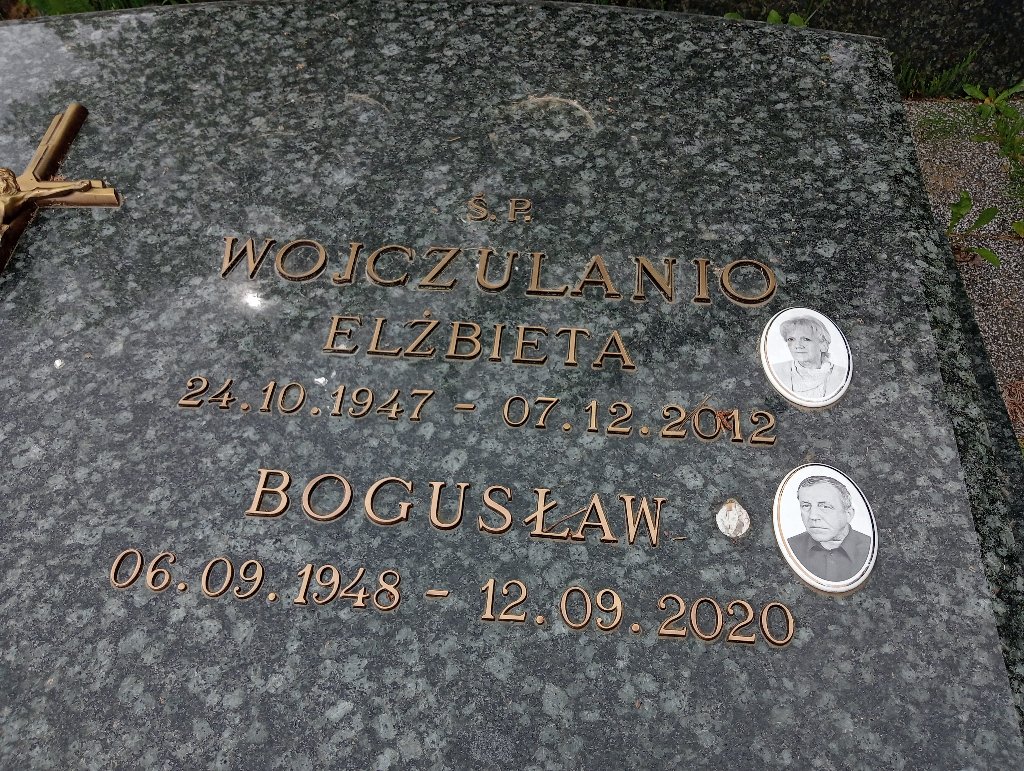 Ś. P.
WOJCZULANIO
ELŻBIETA
24.10.1947 - 07.12.2012
BOGUSŁAW
06.09.1948 - 12.09.2020